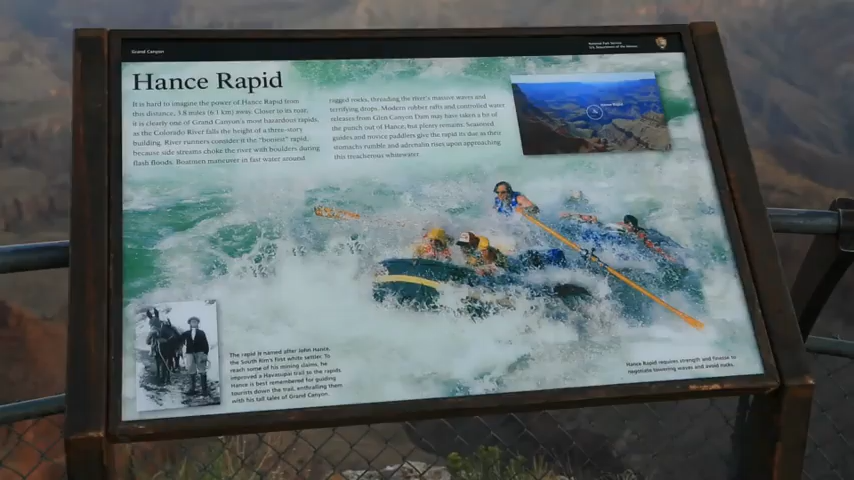 Grand Canyon
National Park Service
U.S. Department of the Interior
Hance Rapid
It is hard to imagine the power of Hance Rapid from
this distance, 3.8 miles (6.1 km) away. Closer to its roar,
it is clearly one of Grand Canyon's most hazardous rapids,
as the Colorado River falls the height of a three-story
building. River runners consider it the "boniest" rapid,
because side streams choke the river with boulders during
flash floods. Boatmen maneuver in fast water around
ragged rocks, threading the river's massive waves and
terrifying drops. Modern rubber rafts and controlled water
releases from Glen Canyon Dam may have taken a bit of
the punch out of Hance, but plenty remains. Seasoned
guides and novice paddlers give the rapid its due as their
stomachs rumble and adrenalin rises upon approaching
this treacherous whitewater.
Hance Rapid
The rapid is named after John Hance,
the South Rim's first white settler. To
reach some of his mining claims, he
improved a Havasupai trail to the rapids.
Hance is best remembered for guiding
tourists down the trail, enthralling them
with his tall tales of Grand Canyon.
Hance Rapid requires strength and finesse to
negotiate towering waves and avoid rocks.